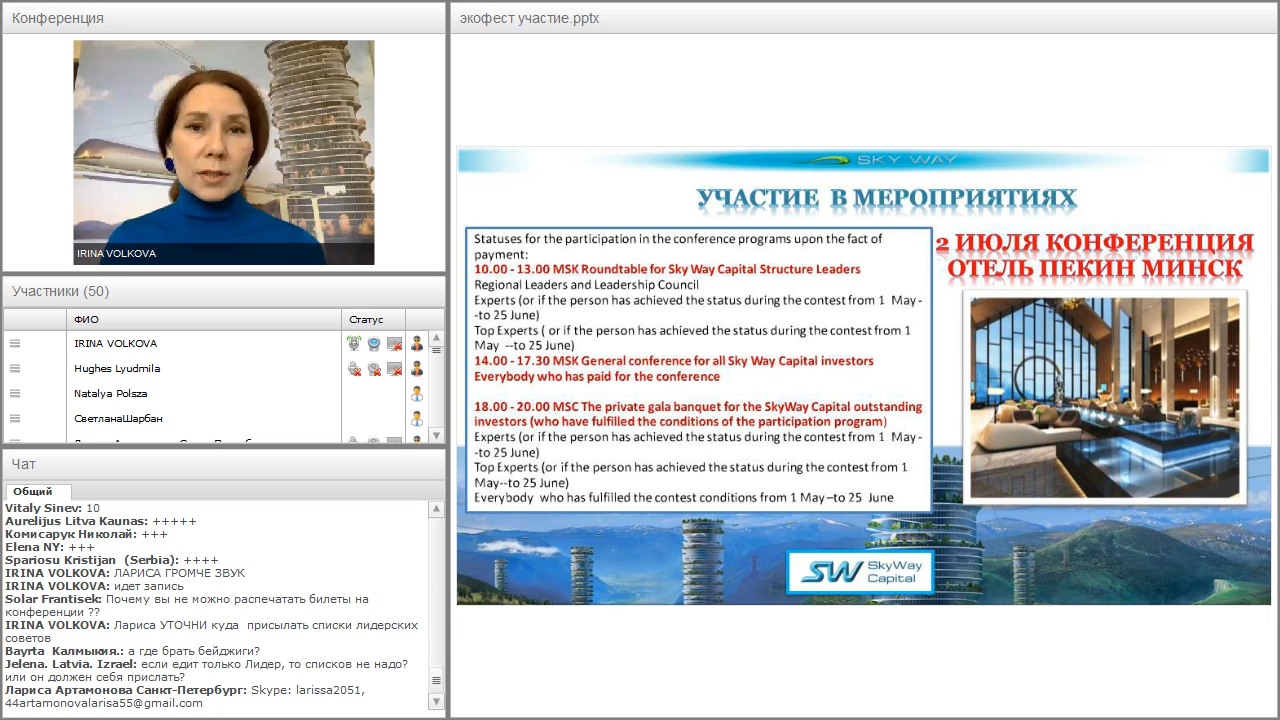 Конференция
IRINA VOLKOVA
Участники (50)
ФИО
Статус
IRINA VOLKOVA
Hughes Lyudmila
Natalya Polsza
СветланаШарбан
Чат
Общий
Vitaly Sinev: 10
Aurelijus Litva Kaunas: +++++
Комисарук Николай: +++
Elena NY: +++
Spariosu Kristijan (Serbia): ++++
IRINA VOLKOVA: ЛАРИСА ГРОМЧЕ ЗВУК
IRINA VOLKOVA: идет запись
Solar Frantisek: Почему вы не можно распечатать билеты на
конференции ??
IRINA VOLKOVA: Лариса УТОЧНИ куда присылать списки лидерских
советов
Bayrta Калмыкия.: а где брать бейджиги?
Jelena. Latvia. Izrael: если едит только Лидер, то списков не надо?
или он должен себя прислать?
Лариса Артамонова Санкт-Петербург: Skype: larissa2051,
44artamonovalarisa55@gmail.com
экофест участие.pptx
SKY WAY
УЧАСТИЕ В МЕРОПРИЯТИЯХ
Statuses for the participation in the conference programs upon the fact of
payment:
10.00 - 13.00 MSK Roundtable for Sky Way Capital Structure Leaders
Regional Leaders and Leadership Council
Experts (or if the person has achieved the status during the contest from 1 May -
-to 25 June)
Top Experts ( or if the person has achieved the status during the contest from 1
May --to 25 June)
14.00 - 17.30 MSK General conference for all Sky Way Capital investors
Everybody who has paid for the conference
18.00 - 20.00 MSC The private gala banquet for the SkyWay Capital outstanding
investors (who have fulfilled the conditions of the participation program)
Experts (or if the person has achieved the status during the contest from 1 May -
-to 25 June)
Top Experts (or if the person has achieved the status during the contest from 1
May--to 25 June)
Everybody who has fulfilled the contest conditions from 1 May –to 25 June
2 ИЮЛЯ КОНФЕРЕНЦИЯ
ОТЕЛЬ ПЕКИН МИНСК
SW SkyWay
Capital